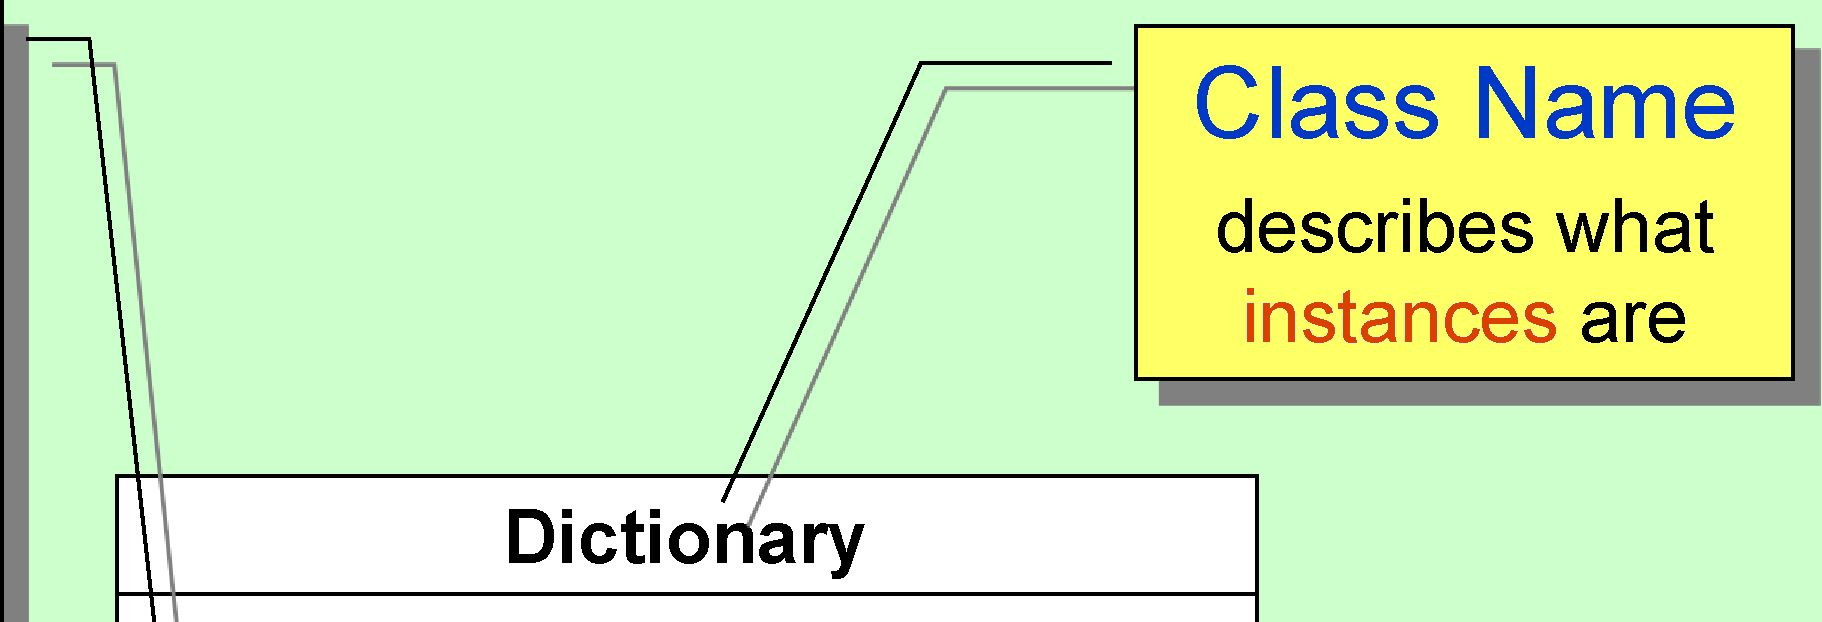 Class Name
describes what
instances are
Dictionary